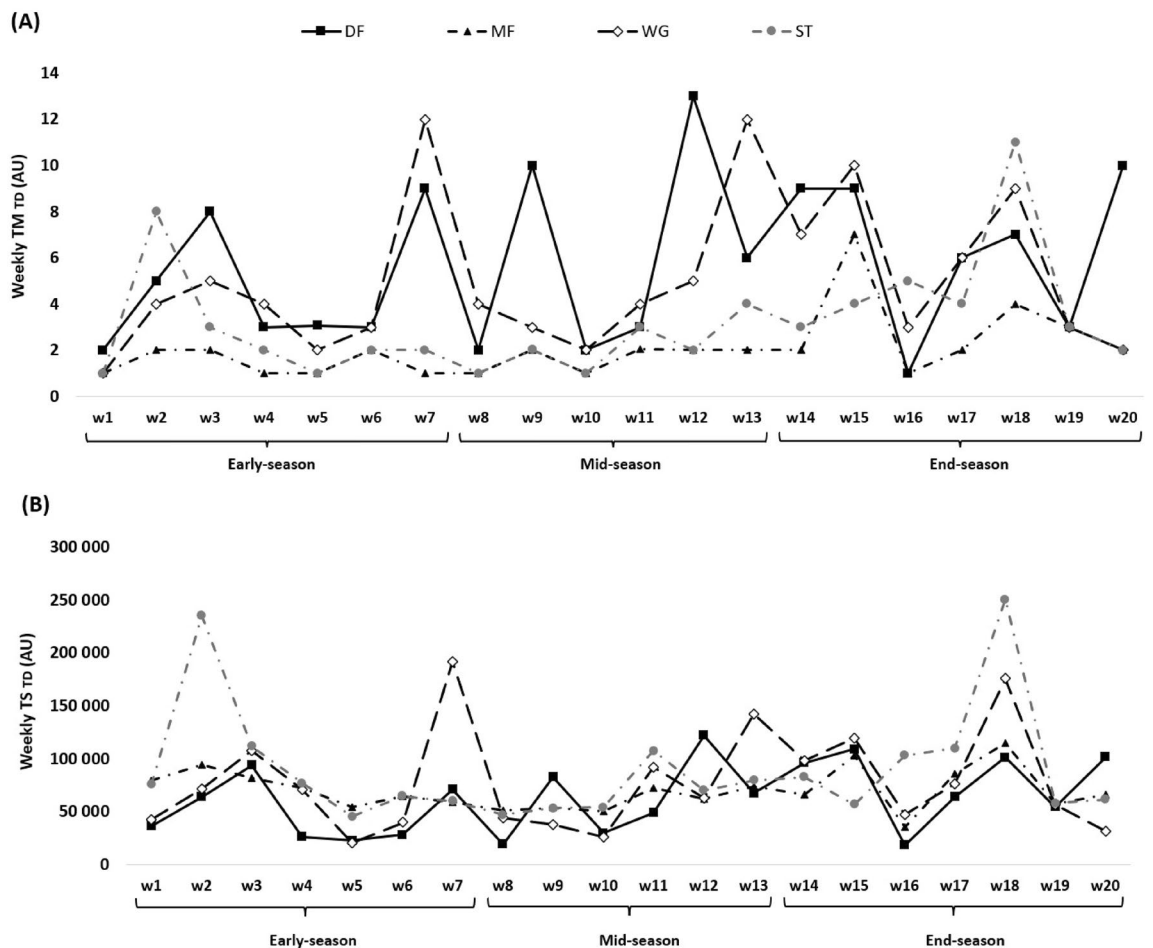 (A)
DF MF WG ST
Weekly TM TD (AU)
14
12
10
8
6
4
2
0
w1 w2 w3 w4 w5 w6 w7 w8 w9 w10 w11 w12 w13 w14 w15 w16 w17 w18 w19 w20
Early-season Mid-season End-season
(B)
Weekly TS TD (AU)
300 000
250 000
200 000
150 000
100 000
50 000
0
w1 w2 w3 w4 w5 w6 w7 w8 w9 w10 w11 w12 w13 w14 w15 w16 w17 w18 w19 w20
Early-season Mid-season End-season